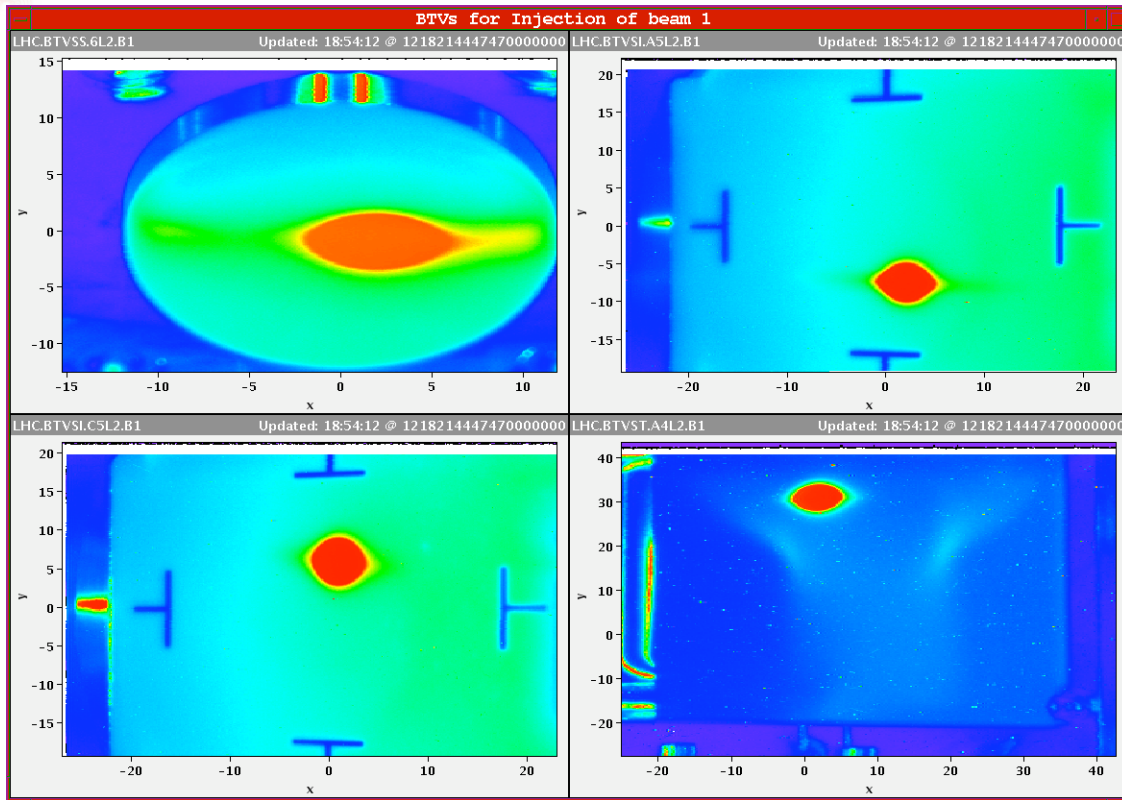 BTVs for Injection of beam 1
LHC.BTVSS.6L2.B1 Updated: 18:54:12 @ 1218214447470000000
LHC.BTVSI.A5L2.B1 Updated: 18:54:12 @ 1218214447470000000
15
10
5
0
-5
-10
y
-15 -10 -5 0 5 10
x
20
15
10
5
0
-5
-10
-15
y
-20 -10 0 10 20
x
LHC.BTVSI.C5L2.B1 Updated: 18:54:12 @ 1218214447470000000
LHC.BTVST.A4L2.B1 Updated: 18:54:12 @ 1218214447470000000
20
15
10
5
0
-5
-10
-15
y
-20 -10 0 10 20
x
40
30
20
10
0
-10
-20
y
-20 -10 0 10 20 30 40
x